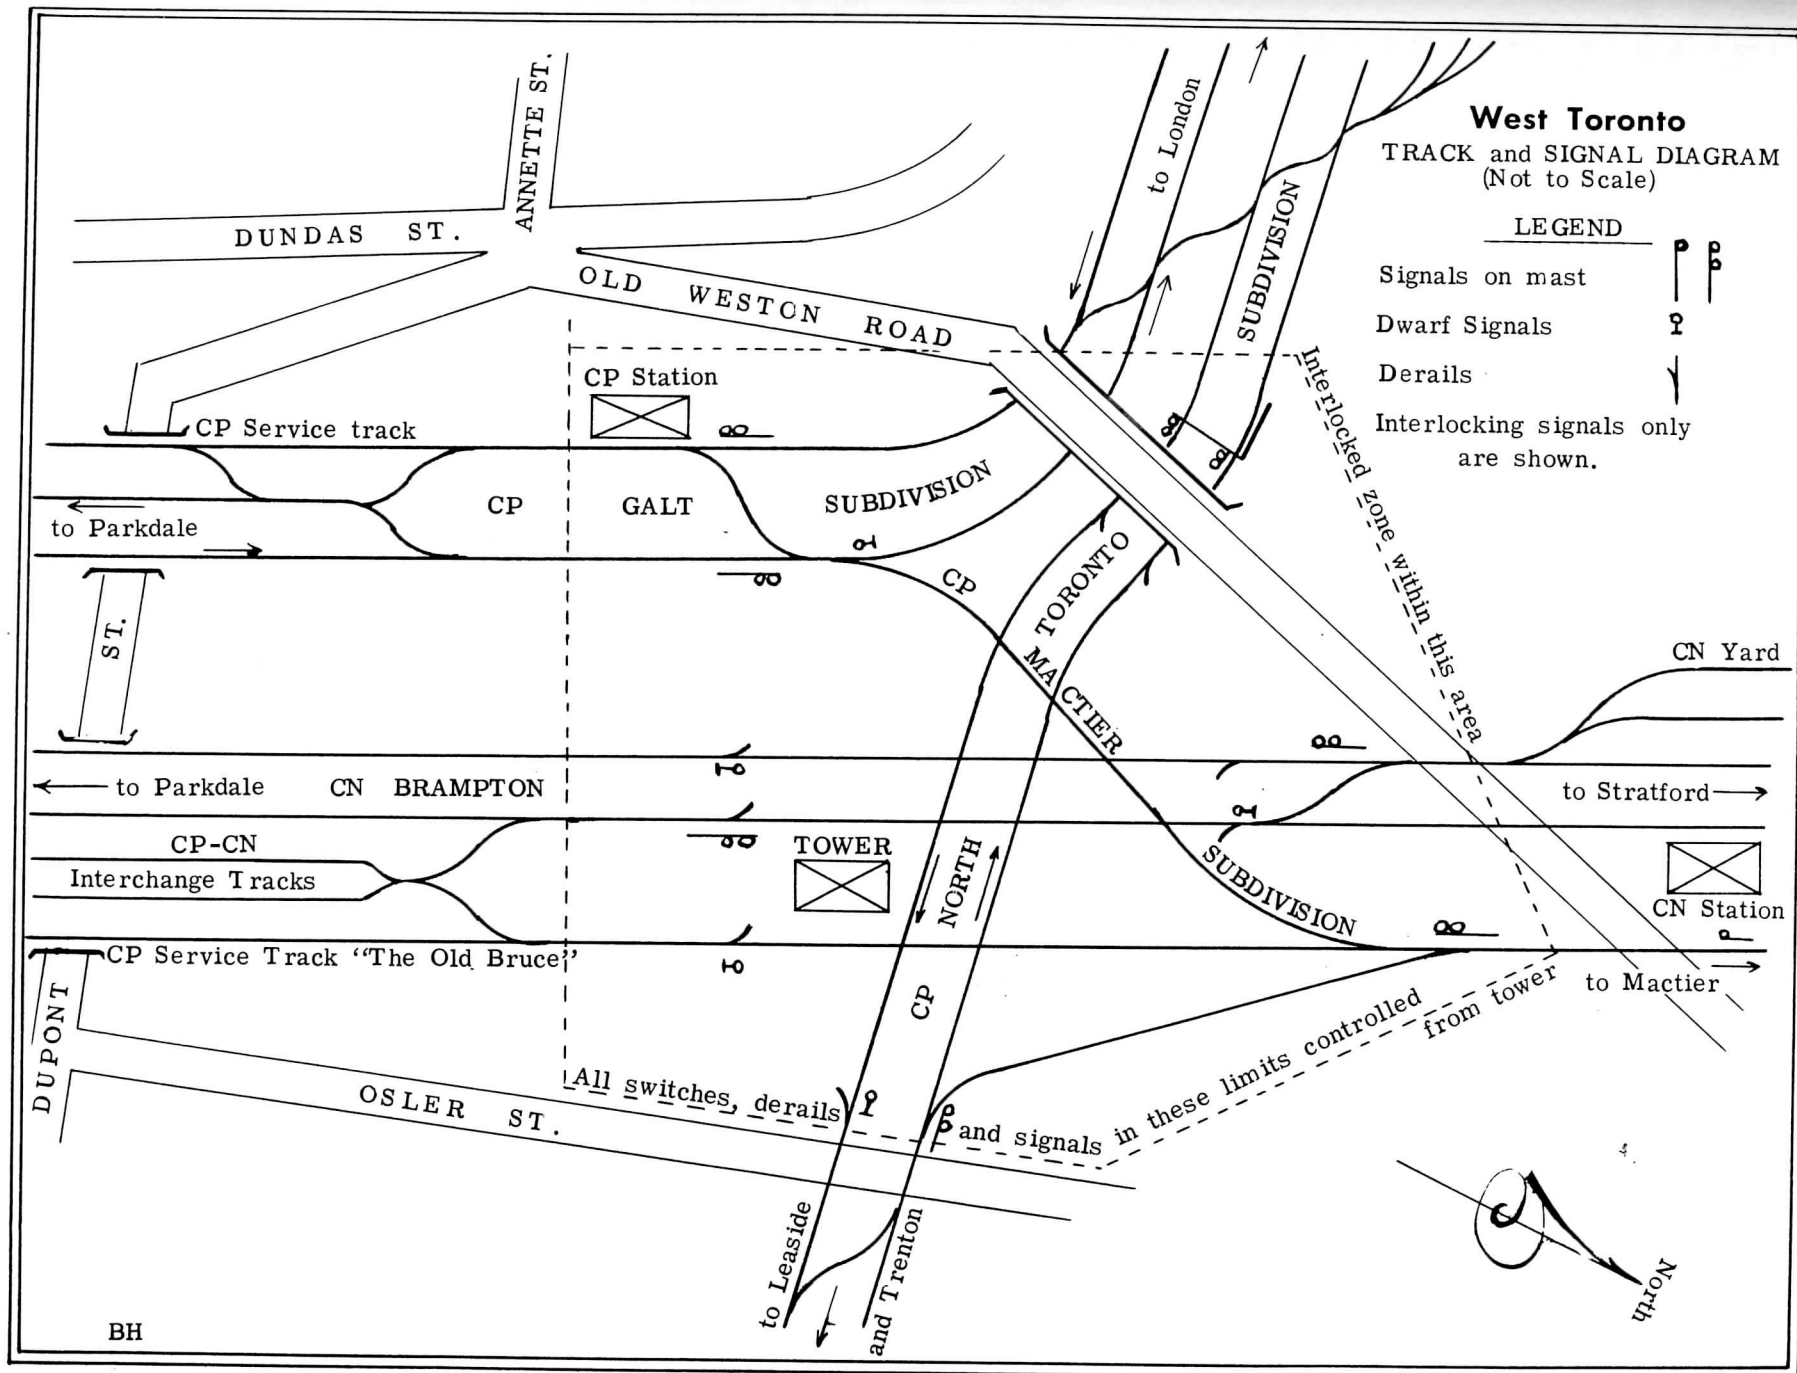 West Toronto
TRACK and SIGNAL DIAGRAM
(Not to Scale)
LEGEND
Signals on mast
Dwarf Signals
Derails
Interlocking signals only
are shown.
ANNETTE ST.
DUNDAS ST.
OLD WESTON ROAD
to London
SUBDIVISION
CP Station
CP Service track
CP GALT SUBDIVISION
to Parkdale
ST.
CP MACTIER SUBDIVISION
TORONTO
NORTH
CP
Interlocked zone within this area
CN Yard
to Parkdale
CN BRAMPTON
to Stratford
CP-CN
Interchange Tracks
TOWER
CN Station
CP Service Track "The Old Bruce"
to Mactier
DUPONT
OSLER ST.
All switches, derails and signals in these limits controlled
from tower
to Leaside
and Trenton
North
BH